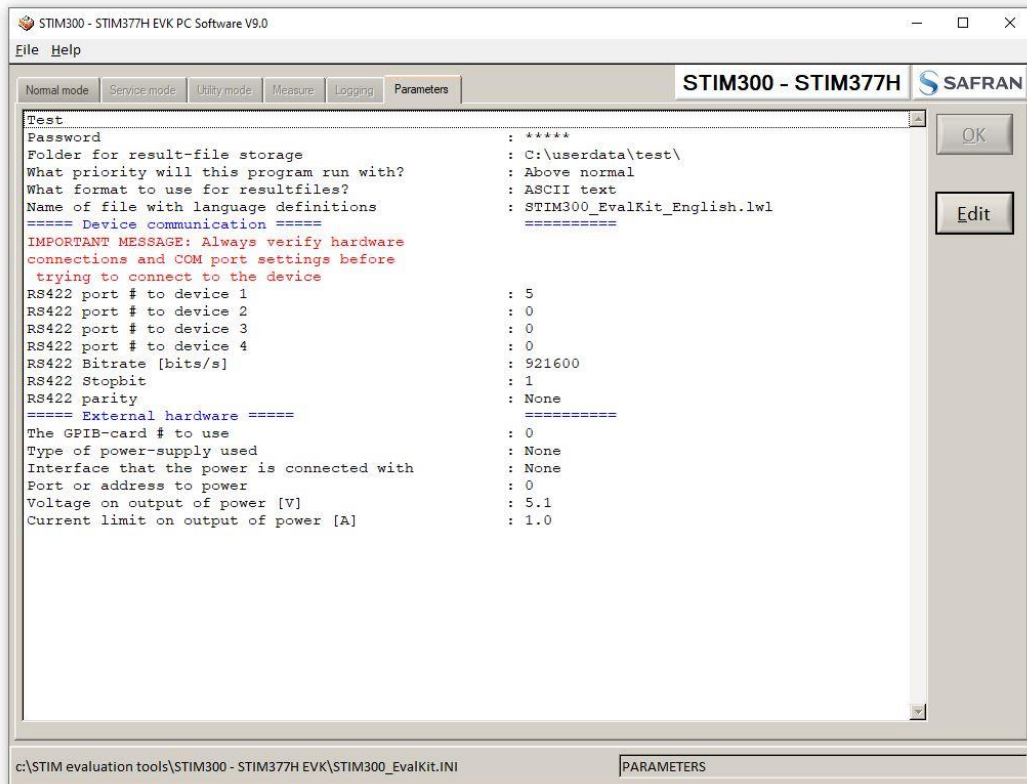 STIM300 - STIM377H EVK PC Software V9.0
File Help
Normal mode Service mode Utility mode Measure Logging Parameters
STIM300 - STIM377H SAFRAN
Test
Password : *****
Folder for result-file storage : C:\userdata\test\
What priority will this program run with? : Above normal
What format to use for resultfiles? : ASCII text
Name of file with language definitions : STIM300_EvalKit_English.lwl
===== Device communication ===== ==========
IMPORTANT MESSAGE: Always verify hardware
connections and COM port settings before
trying to connect to the device
RS422 port # to device 1 : 5
RS422 port # to device 2 : 0
RS422 port # to device 3 : 0
RS422 port # to device 4 : 0
RS422 Bitrate [bits/s] : 921600
RS422 Stopbit : 1
RS422 parity : None
===== External hardware ===== ==========
The GPIB-card # to use : 0
Type of power-supply used : None
Interface that the power is connected with : None
Port or address to power : 0
Voltage on output of power [V] : 5.1
Current limit on output of power [A] : 1.0
OK
Edit
c:\STIM evaluation tools\STIM300 - STIM377H EVK\STIM300_EvalKit.INI PARAMETERS